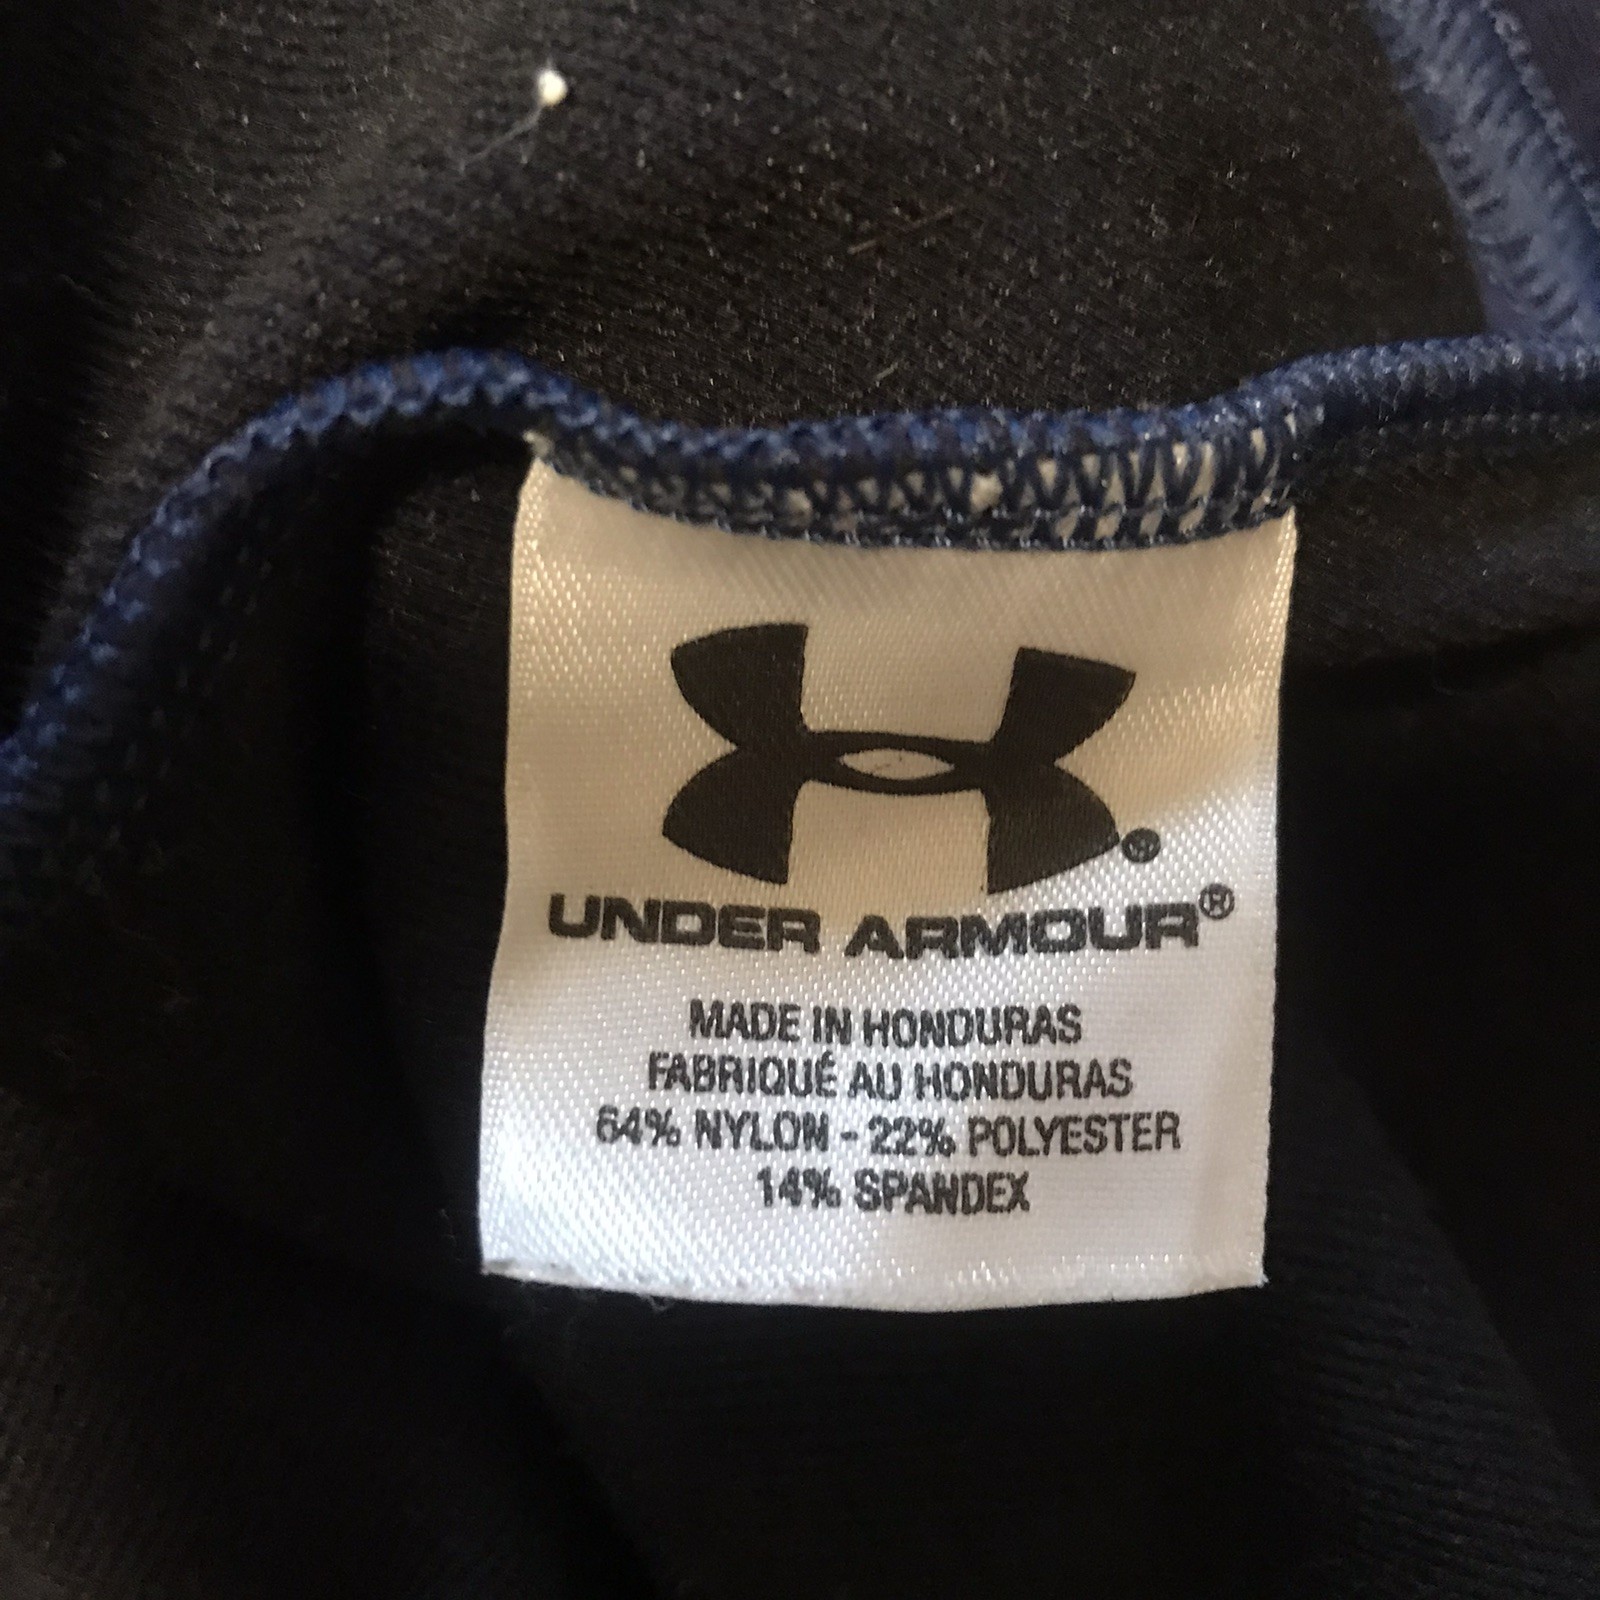 UNDER ARMOUR®
MADE IN HONDURAS
FABRIQUÉ AU HONDURAS
64% NYLON - 22% POLYESTER
14% SPANDEX